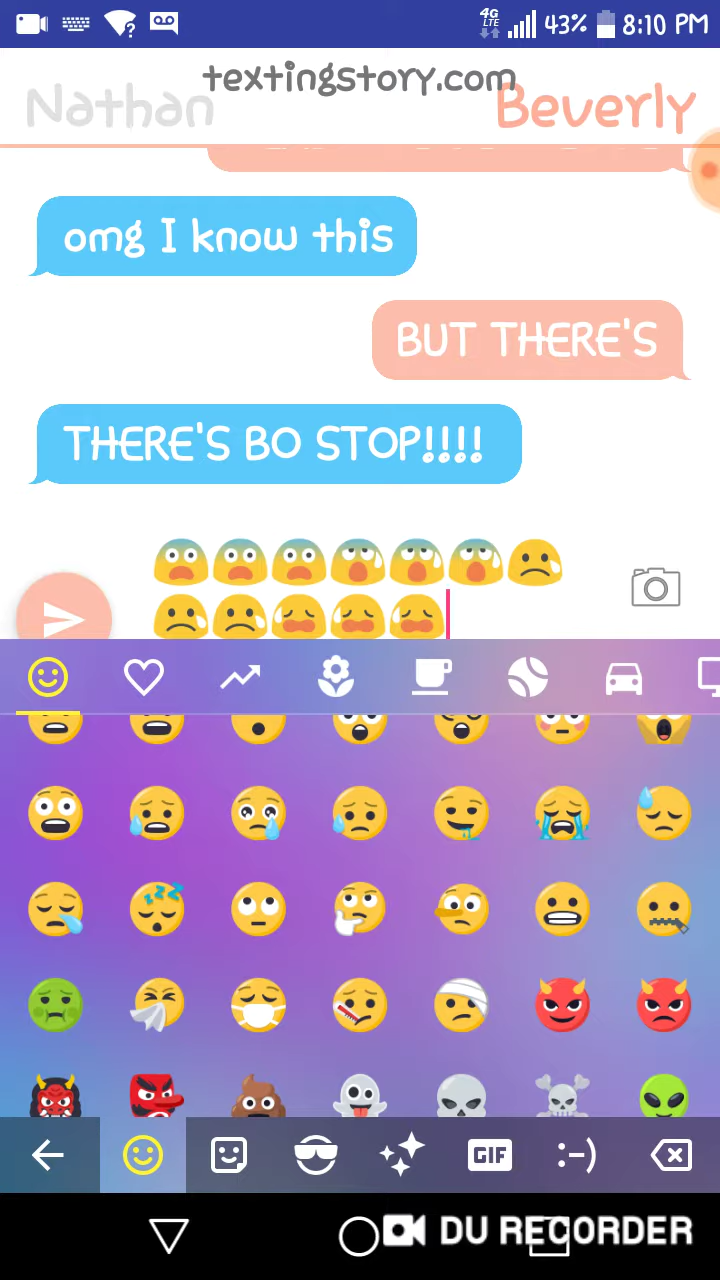 4G
LTE
43%
8:10 PM
textingstory.com
Nathan
Beverly
omg I know this
BUT THERE'S
THERE'S BO STOP!!!!
GIF
:-)
DU RECORDER